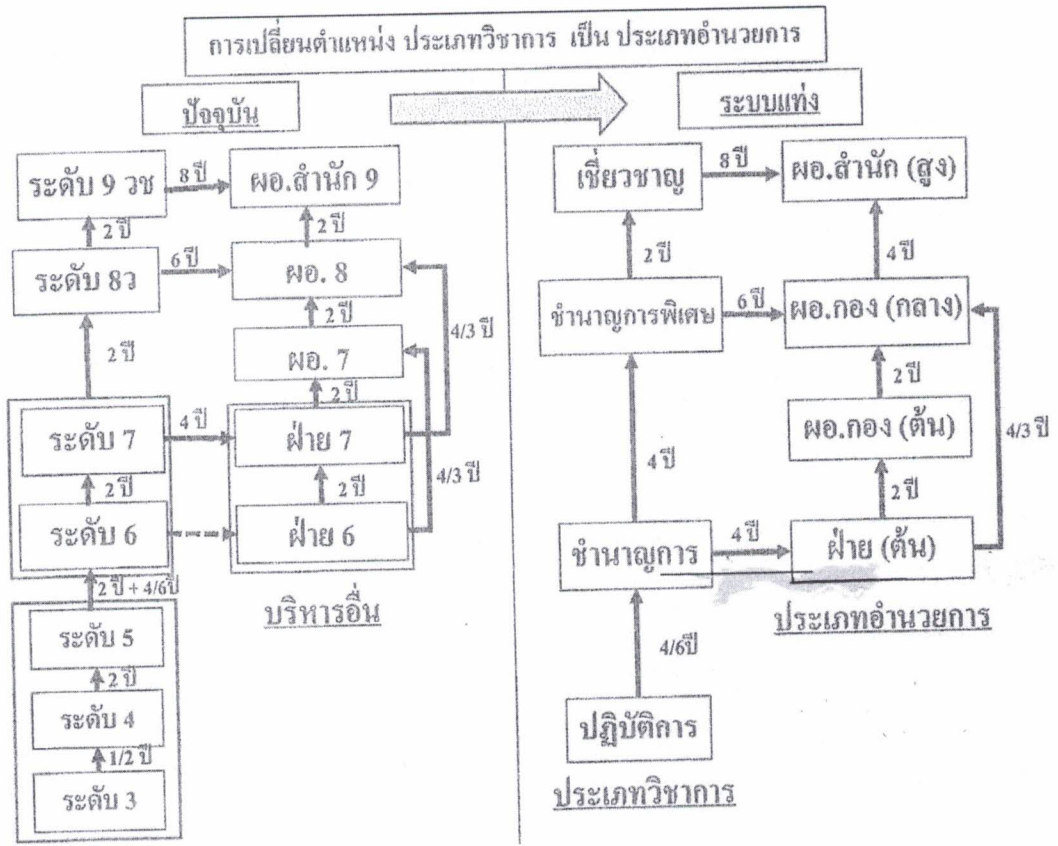 การเปลี่ยนตำแหน่ง ประเภทวิชาการ เป็น ประเภทอำนวยการ
ปัจจุบัน
ระดับ 9 วช
8 ปี
ผอ.สำนัก 9
2 ปี
2 ปี
ระดับ 8ว
6 ปี
ผอ. 8
2 ปี
4/3 ปี
2 ปี
ผอ. 7
2 ปี
ระดับ 7
4 ปี
ฝ่าย 7
4/3 ปี
2 ปี
2 ปี
ระดับ 6
ฝ่าย 6
2 ปี + 4/6ปี
บริหารอื่น
ระดับ 5
2 ปี
ระดับ 4
1/2 ปี
ระดับ 3
ระบบแท่ง
เชี่ยวชาญ
8 ปี
ผอ.สำนัก (สูง)
2 ปี
4 ปี
ชำนาญการพิเศษ
6 ปี
ผอ.กอง (กลาง)
2 ปี
ผอ.กอง (ต้น)
4/3 ปี
4 ปี
2 ปี
ชำนาญการ
4 ปี
ฝ่าย (ต้น)
ประเภทอำนวยการ
4/6ปี
ปฏิบัติการ
ประเภทวิชาการ